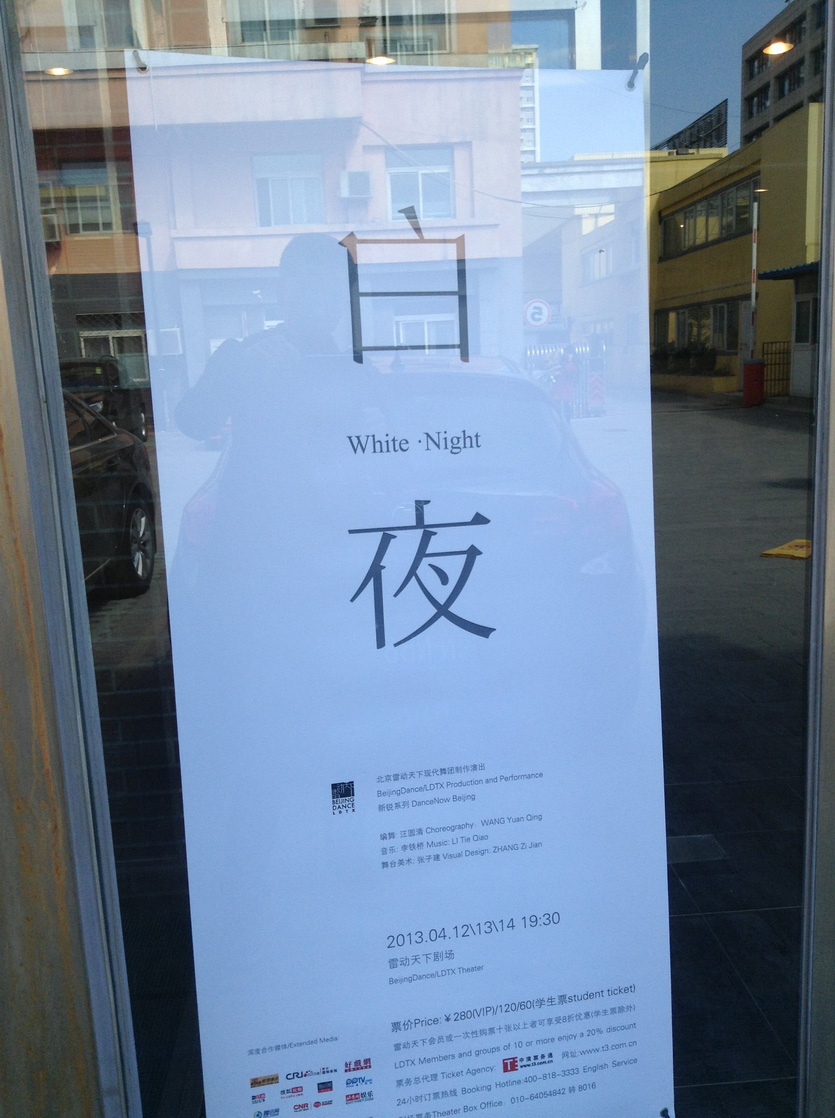 白
White ·Night
夜
北京雷动天下现代舞团制作演出
BeijingDance/LDTX Production and Performance
新锐系列 DanceNow Beijing
BEIJING
DANCE
LDTX
编舞: 汪圆清 Choreography: WANG Yuan Qing
音乐: 李铁桥 Music: LI Tie Qiao
舞台美术: 张子建 Visual Design: ZHANG Zi Jian
2013.04.12\13\14 19:30
雷动天下剧场
BeijingDance/LDTX Theater
票价Price: ¥280(VIP)/120/60(学生票student ticket)
雷动天下会员或一次性购票十张以上者可享受8折优惠(学生票除外)
LDTX Members and groups of 10 or more enjoy a 20% discount
票务总代理 Ticket Agency: 中演票务通 www.t3.com.cn 网址:www.t3.com.cn
24小时订票热线 Booking Hotline:400-818-3333 English Service
Theater Box Office: 010-64054842 转 8016
深度合作媒体/Extended Media
CRJ
好戏网
PPTV
CNR
娱乐
5